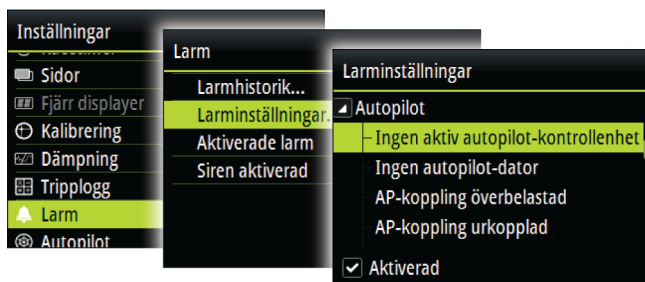 Inställningar
Sidor
Fjärr displayer
Kalibrering
Dämpning
Tripplogg
Larm
Autopilot
Larm
Larmhistorik...
Larminställningar.
Aktiverade larm
Siren aktiverad
Larminställningar
Autopilot
Ingen aktiv autopilot-kontrollenhet
Ingen autopilot-dator
AP-koppling överbelastad
AP-koppling urkopplad
Aktiverad